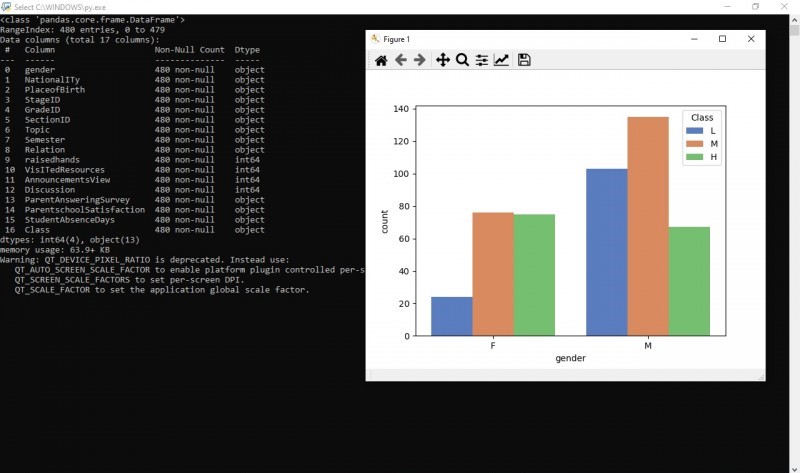 Select C:\WINDOWS\py.exe
<class 'pandas.core.frame.DataFrame'>
RangeIndex: 480 entries, 0 to 479
Data columns (total 17 columns):
 #   Column                    Non-Null Count  Dtype
---  ------                    --------------  -----
 0   gender                    480 non-null    object
 1   NationalITy               480 non-null    object
 2   PlaceofBirth              480 non-null    object
 3   StageID                   480 non-null    object
 4   GradeID                   480 non-null    object
 5   SectionID                 480 non-null    object
 6   Topic                     480 non-null    object
 7   Semester                  480 non-null    object
 8   Relation                  480 non-null    object
 9   raisedhands               480 non-null    int64
 10  VisITedResources          480 non-null    int64
 11  AnnouncementsView         480 non-null    int64
 12  Discussion                480 non-null    int64
 13  ParentAnsweringSurvey     480 non-null    object
 14  ParentschoolSatisfaction  480 non-null    object
 15  StudentAbsenceDays        480 non-null    object
 16  Class                     480 non-null    object
dtypes: int64(4), object(13)
memory usage: 63.9+ KB
Warning: QT_DEVICE_PIXEL_RATIO is deprecated. Instead use:
   QT_AUTO_SCREEN_SCALE_FACTOR to enable platform plugin controlled per-s
   QT_SCREEN_SCALE_FACTORS to set per-screen DPI.
   QT_SCALE_FACTOR to set the application global scale factor.
Figure 1
140
120
100
80
60
40
20
0
count
Class
L
M
H
F M
gender